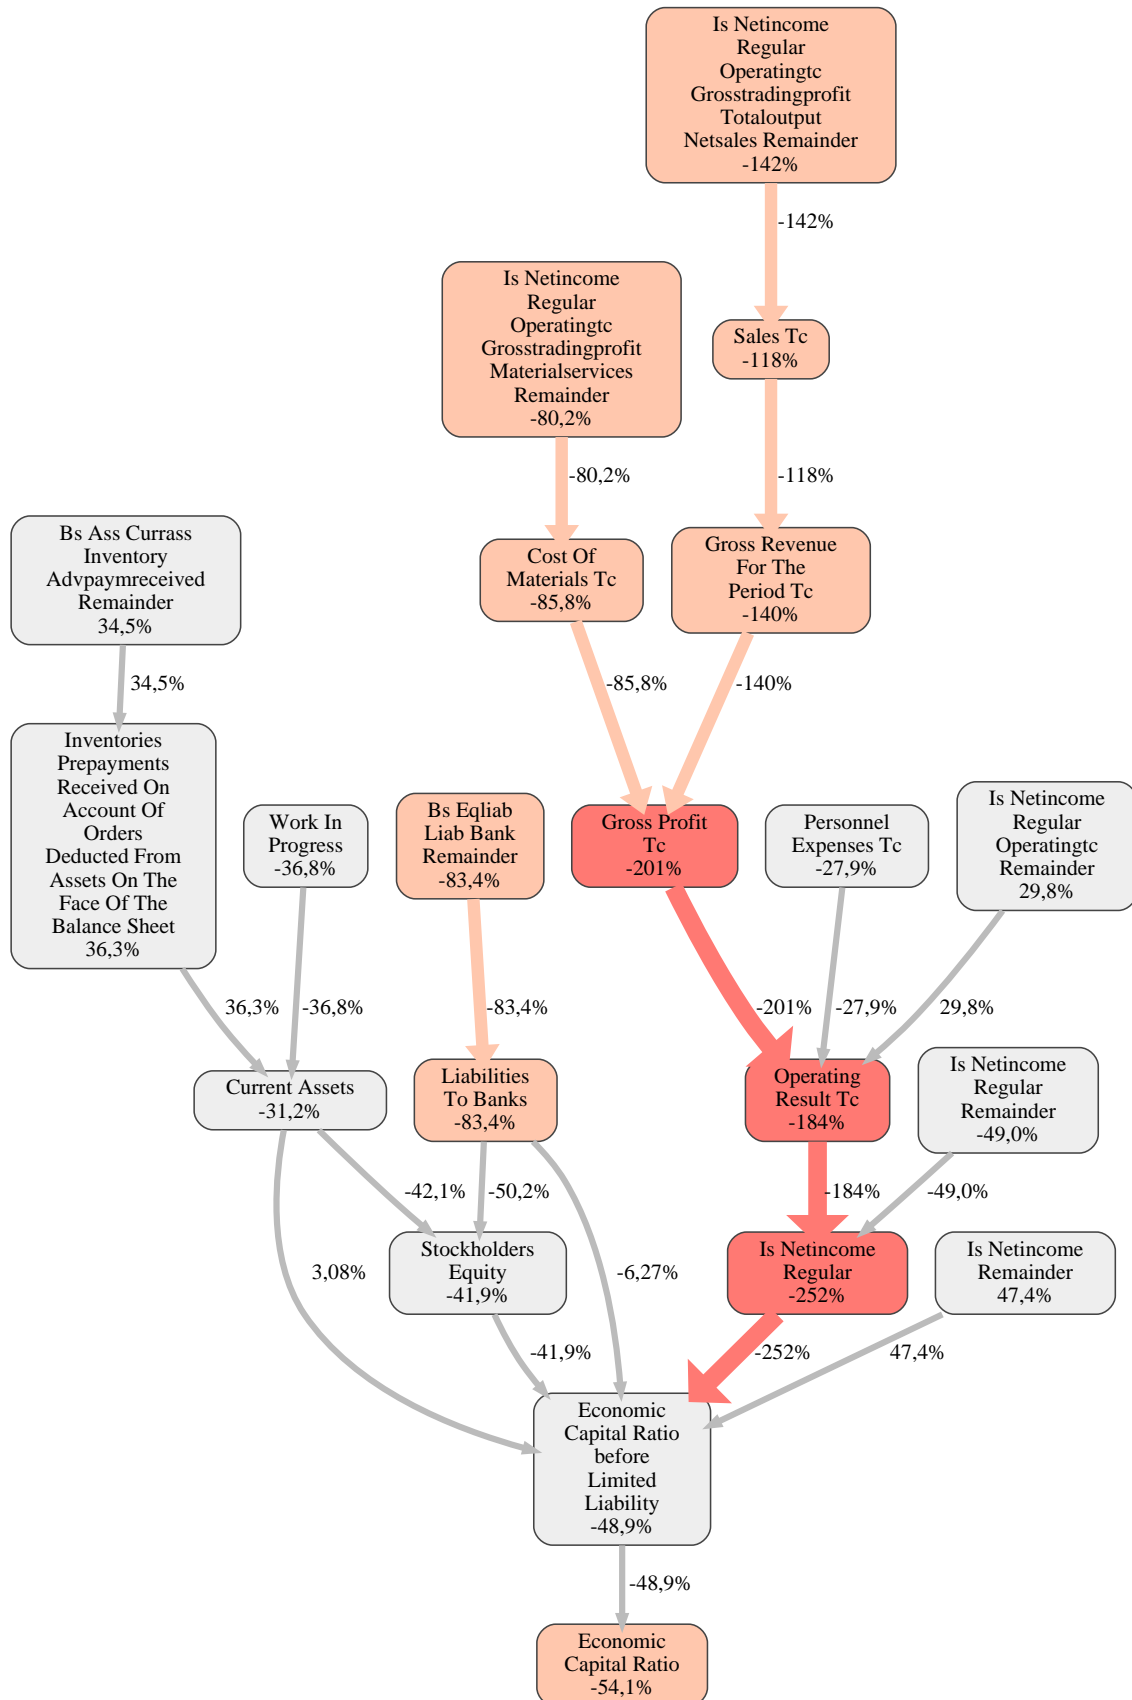 Is Netincome
Regular
Operatingtc
Grosstradingprofit
Totaloutput
Netsales Remainder
-142%
-142%
Is Netincome
Regular
Operatingtc
Grosstradingprofit
Materialservices
Remainder
-80,2%
Sales Tc
-118%
-80,2%
-118%
Bs Ass Currass
Inventory
Advpaymreceived
Remainder
34,5%
Cost Of
Materials Tc
-85,8%
Gross Revenue
For The
Period Tc
-140%
34,5%
-85,8%
-140%
Inventories
Prepayments
Received On
Account Of
Orders
Deducted From
Assets On The
Face Of The
Balance Sheet
36,3%
Work In
Progress
-36,8%
Bs Eqliab
Liab Bank
Remainder
-83,4%
Gross Profit
Tc
-201%
Personnel
Expenses Tc
-27,9%
Is Netincome
Regular
Operatingtc
Remainder
29,8%
36,3%
-36,8%
-83,4%
-201%
-27,9%
29,8%
Current Assets
-31,2%
Liabilities
To Banks
-83,4%
Operating
Result Tc
-184%
Is Netincome
Regular
Remainder
-49,0%
-42,1%
-50,2%
-184%
-49,0%
3,08%
Stockholders
Equity
-41,9%
-6,27%
Is Netincome
Regular
-252%
Is Netincome
Remainder
47,4%
-41,9%
-252%
47,4%
Economic
Capital Ratio
before
Limited
Liability
-48,9%
-48,9%
Economic
Capital Ratio
-54,1%